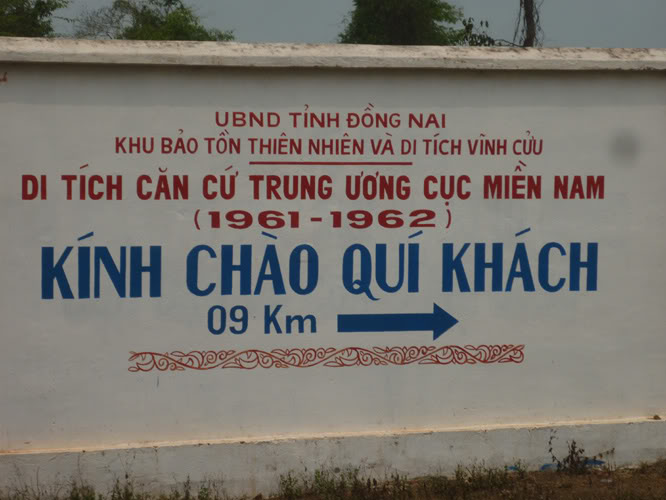 UBND TỈNH ĐỒNG NAI
KHU BẢO TỒN THIÊN NHIÊN VÀ DI TÍCH VĨNH CỬU
DI TÍCH CĂN CỨ TRUNG ƯƠNG CỤC MIỀN NAM
(1961-1962)
KÍNH CHÀO QUÍ KHÁCH
09 Km